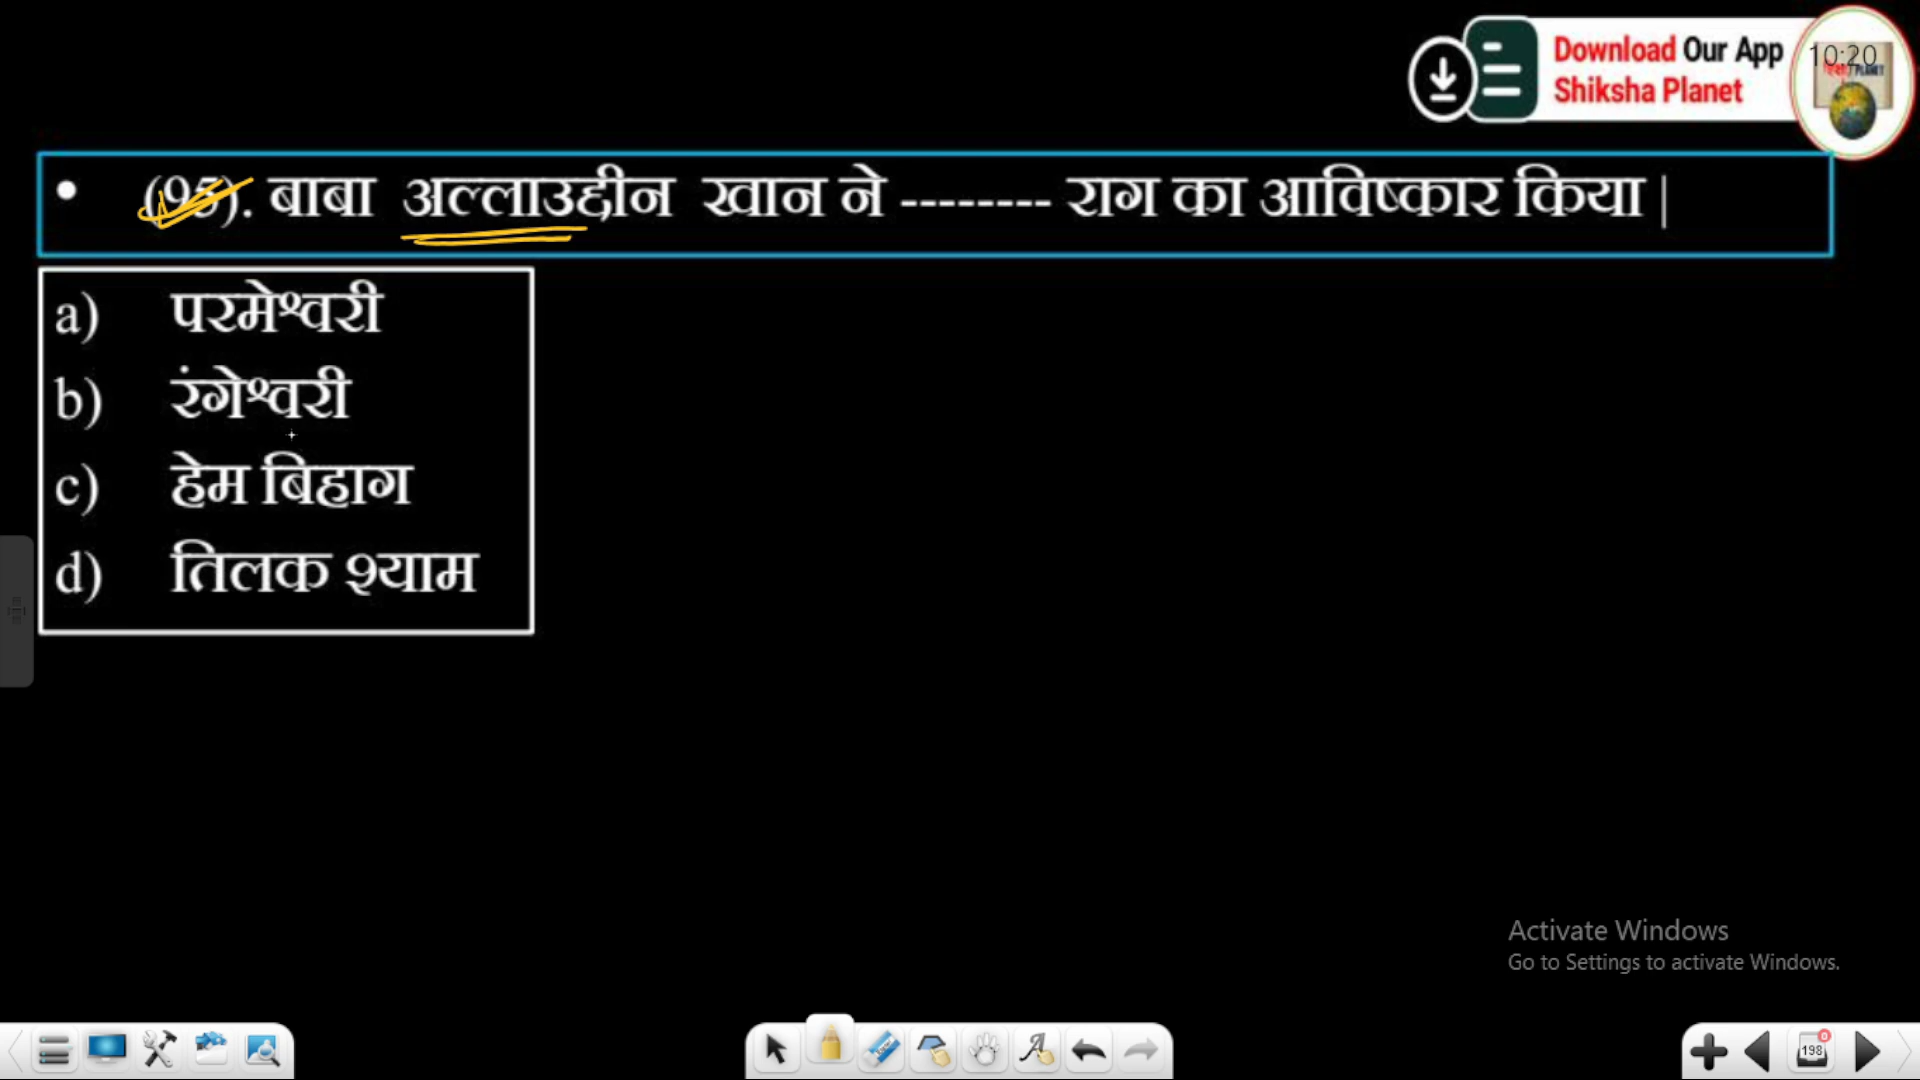 Download Our App
Shiksha Planet
10:20
• (95). बाबा अल्लाउद्दीन खान ने -------- राग का आविष्कार किया |
a) परमेश्वरी
b) रंगेश्वरी
c) हेम बिहाग
d) तिलक श्याम
Activate Windows
Go to Settings to activate Windows.
198